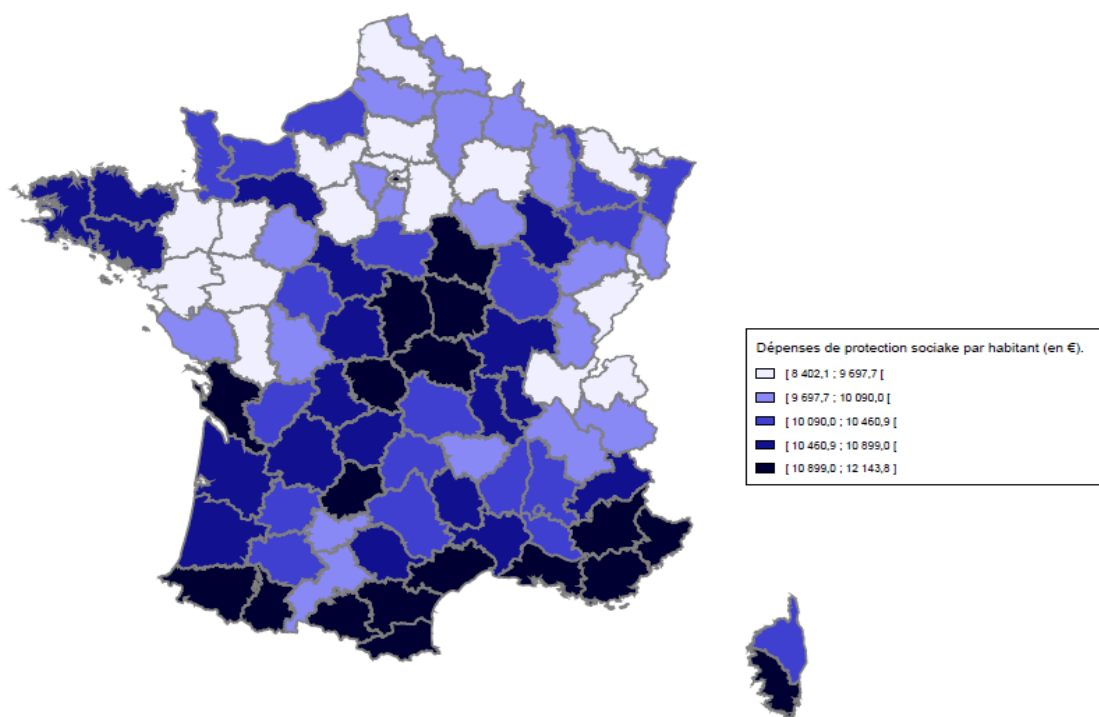 Dépenses de protection sociake par habitant (en €).
[ 8 402,1 ; 9 697,7 [
[ 9 697,7 ; 10 090,0 [
[ 10 090,0 ; 10 460,9 [
[ 10 460,9 ; 10 899,0 [
[ 10 899,0 ; 12 143,8 ]